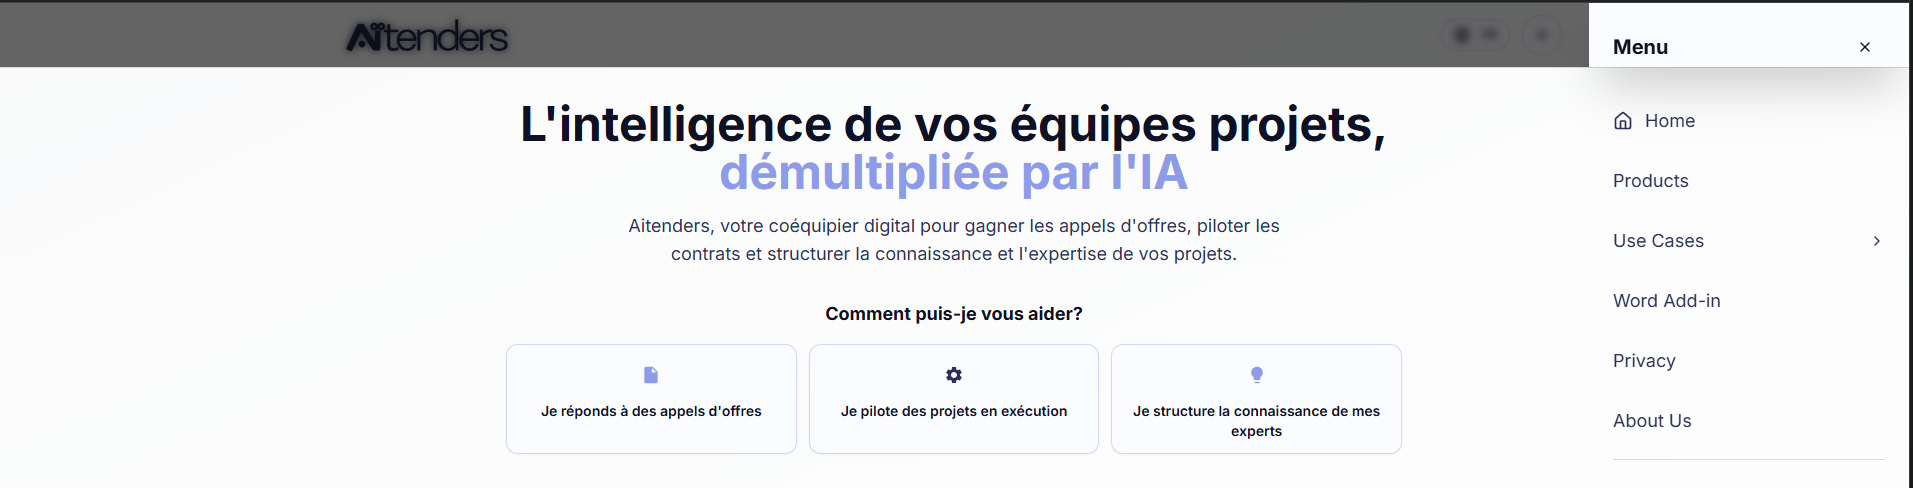 Aitenders
Menu
L'intelligence de vos équipes projets,
démultipliée par l'IA
Aitenders, votre coéquipier digital pour gagner les appels d'offres, piloter les
contrats et structurer la connaissance et l'expertise de vos projets.
Comment puis-je vous aider?
Je réponds à des appels d'offres
Je pilote des projets en exécution
Je structure la connaissance de mes
experts
Home
Products
Use Cases
Word Add-in
Privacy
About Us